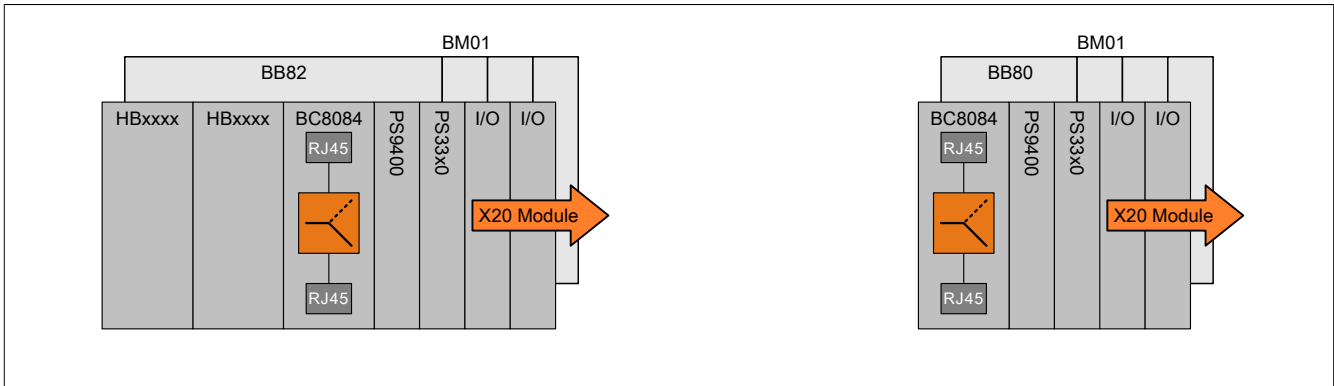 BM01
BB82
HBxxxx HBxxxx BC8084 PS9400 PS33x0 I/O I/O
RJ45
X20 Module
RJ45
BM01
BB80
BC8084 PS9400 PS33x0 I/O I/O
RJ45
X20 Module
RJ45